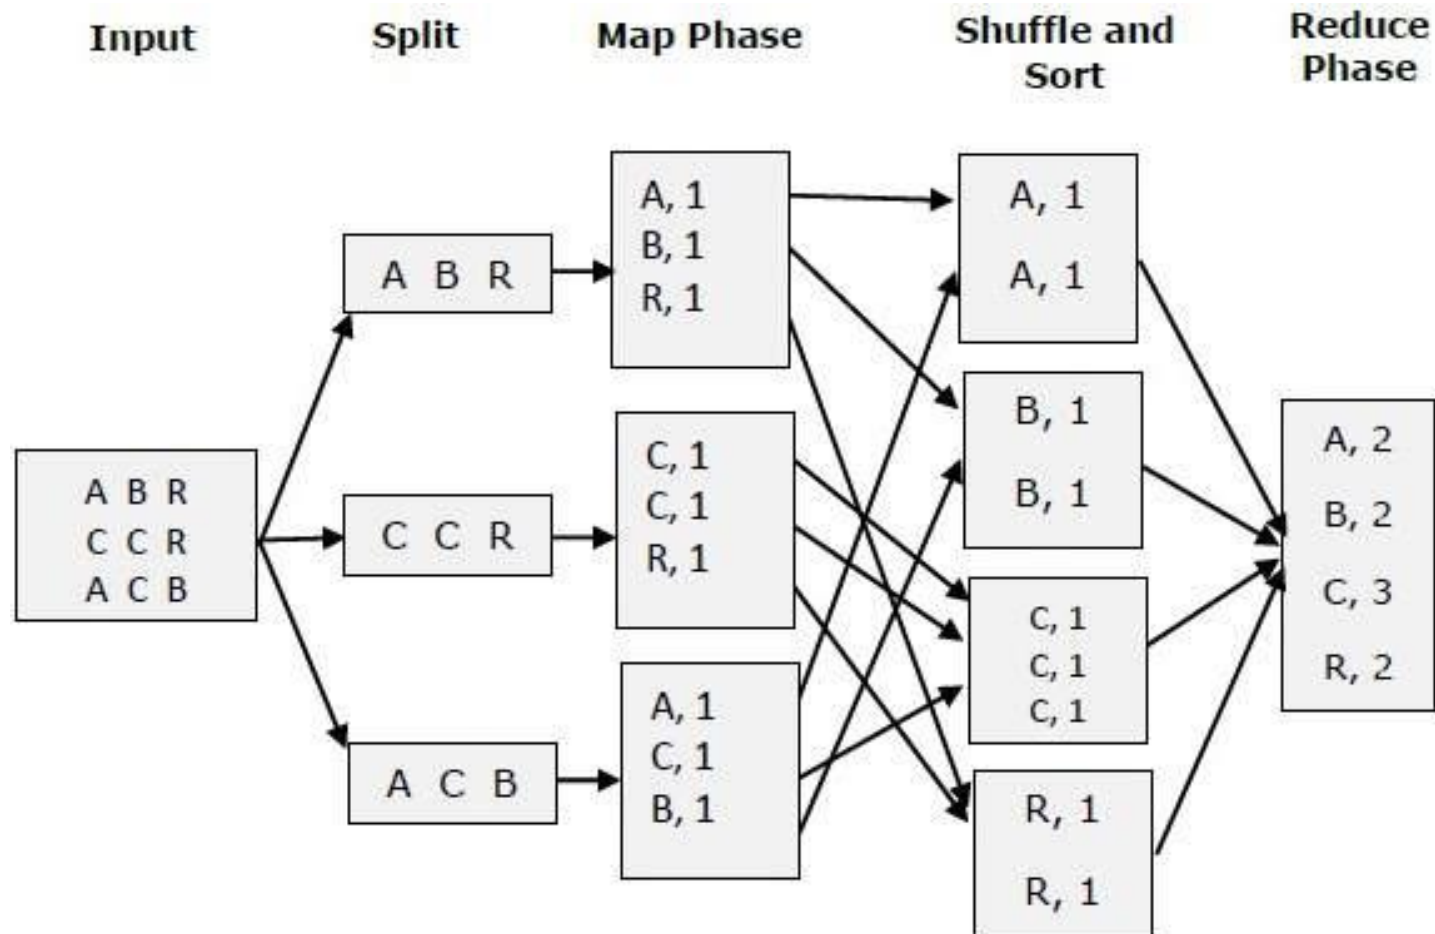 Input
Split
Map Phase
Shuffle and
Sort
Reduce
Phase
A B R
C C R
A C B
A B R
C C R
A C B
A, 1
B, 1
R, 1
C, 1
C, 1
R, 1
A, 1
C, 1
B, 1
A, 1
A, 1
B, 1
B, 1
C, 1
C, 1
C, 1
R, 1
R, 1
A, 2
B, 2
C, 3
R, 2